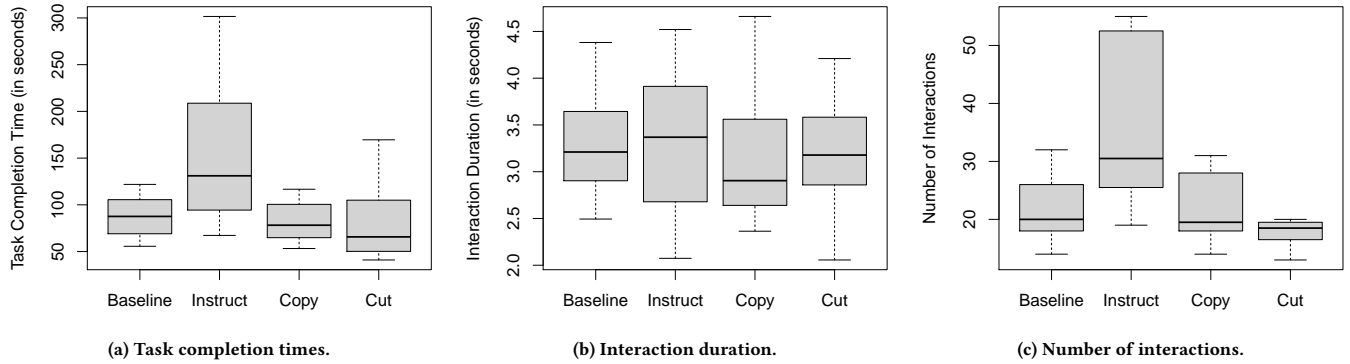 Task Completion Time (in seconds)
300
250
200
150
100
50
Baseline Instruct Copy Cut
(a) Task completion times.
Interaction Duration (in seconds)
4.5
4.0
3.5
3.0
2.5
2.0
Baseline Instruct Copy Cut
(b) Interaction duration.
Number of Interactions
50
40
30
20
Baseline Instruct Copy Cut
(c) Number of interactions.